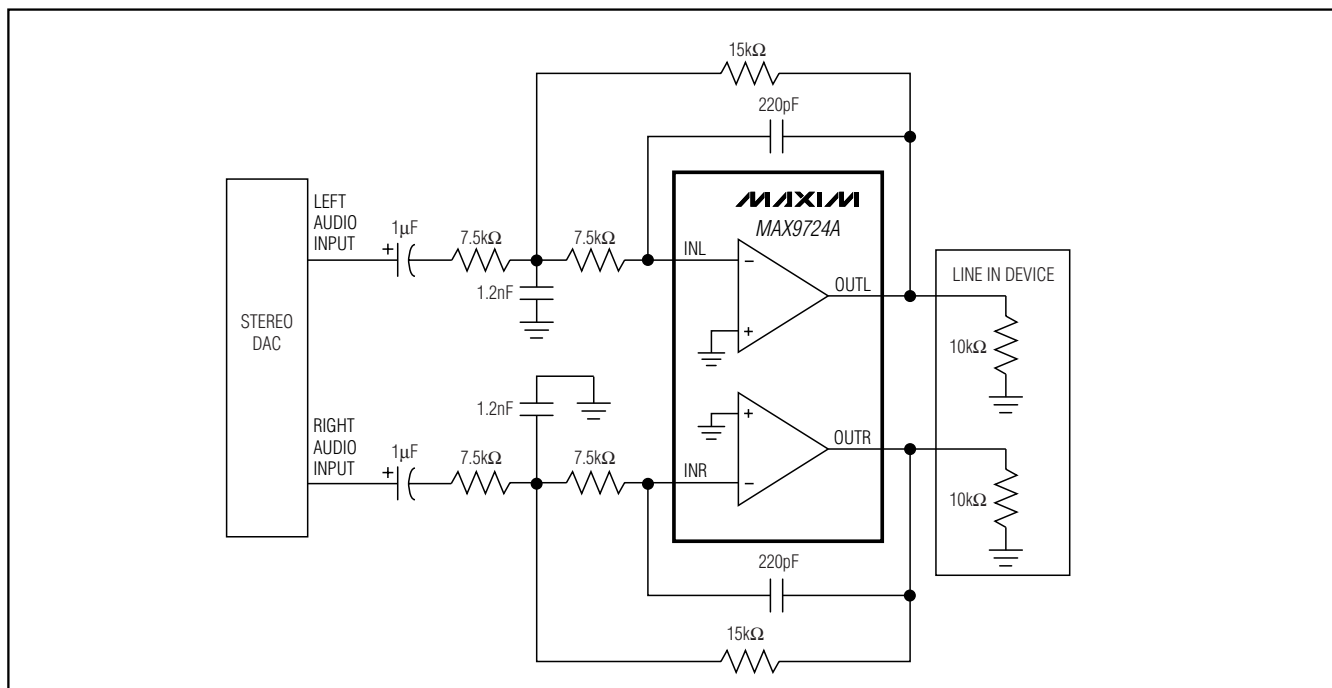 15kΩ
220pF
MAXIM
MAX9724A
LEFT
AUDIO
INPUT
+
1µF
7.5kΩ
7.5kΩ
INL
−
OUTL
LINE IN DEVICE
1.2nF
+
10kΩ
STEREO
DAC
1.2nF
+
OUTR
RIGHT
AUDIO
INPUT
+
1µF
7.5kΩ
7.5kΩ
INR
−
10kΩ
220pF
15kΩ